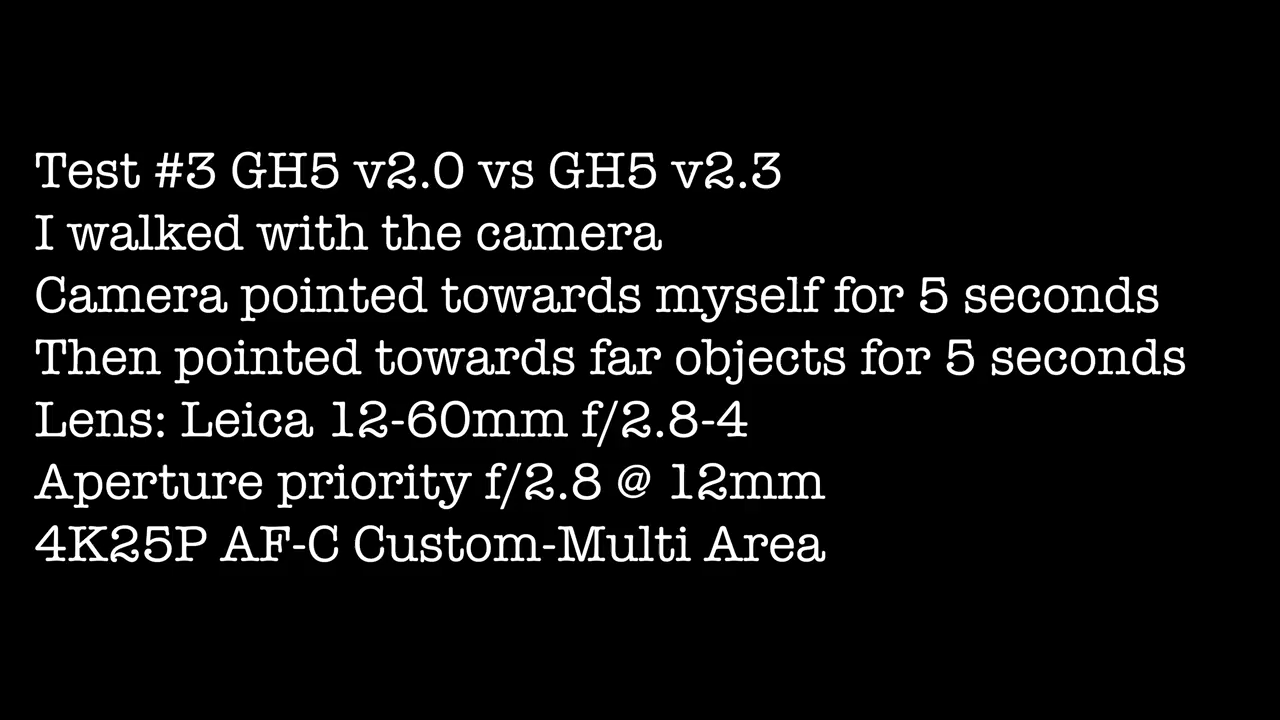 Test #3 GH5 v2.0 vs GH5 v2.3
I walked with the camera
Camera pointed towards myself for 5 seconds
Then pointed towards far objects for 5 seconds
Lens: Leica 12-60mm f/2.8-4
Aperture priority f/2.8 @ 12mm
4K25P AF-C Custom-Multi Area